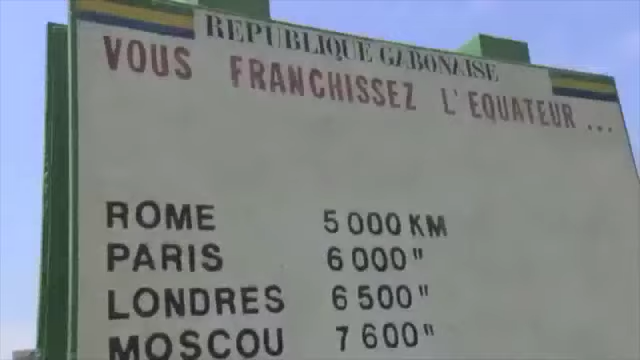 REPUBLIQUE GABONAISE
VOUS FRANCHISSEZ L'EQUATEUR ...
ROME 5 000 KM
PARIS 6 000 "
LONDRES 6 500 "
MOSCOU 7 600 "